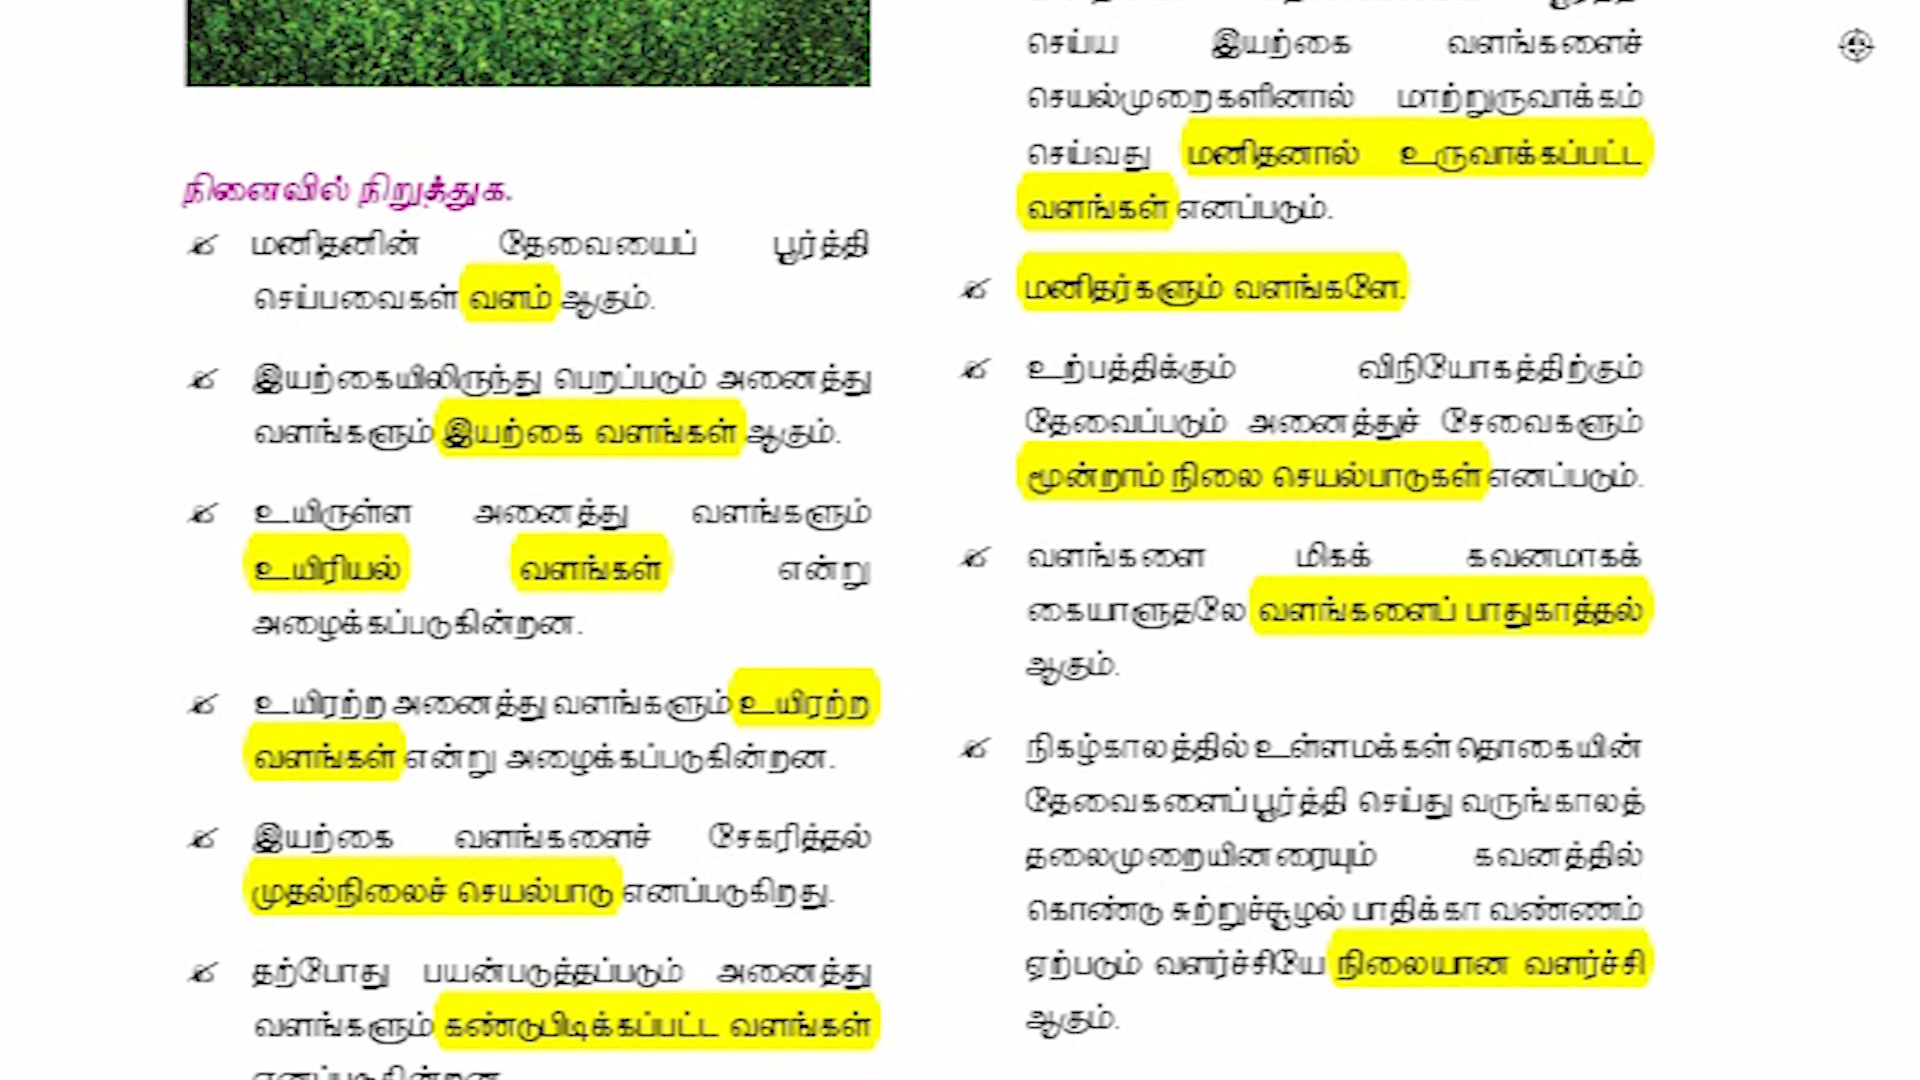 நினைவில் நிறுத்துக.
மனிதனின் தேவையைப் பூர்த்தி
செய்பவைகள் வளம் ஆகும்.
இயற்கையிலிருந்து பெறப்படும் அனைத்து
வளங்களும் இயற்கை வளங்கள் ஆகும்.
உயிருள்ள அனைத்து வளங்களும்
உயிரியல் வளங்கள் என்று
அழைக்கப்படுகின்றன.
உயிரற்ற அனைத்து வளங்களும் உயிரற்ற
வளங்கள் என்று அழைக்கப்படுகின்றன.
இயற்கை வளங்களைச் சேகரித்தல்
முதல்நிலைச் செயல்பாடு எனப்படுகிறது.
தற்போது பயன்படுத்தப்படும் அனைத்து
வளங்களும் கண்டுபிடிக்கப்பட்ட வளங்கள்
எனப்படுகின்றன
செய்ய இயற்கை வளங்களைச்
செயல்முறைகளினால் மாற்றுருவாக்கம்
செய்வது மனிதனால் உருவாக்கப்பட்ட
வளங்கள் எனப்படும்.
மனிதர்களும் வளங்களே.
உற்பத்திக்கும் விநியோகத்திற்கும்
தேவைப்படும் அனைத்துச் சேவைகளும்
மூன்றாம் நிலை செயல்பாடுகள் எனப்படும்.
வளங்களை மிகக் கவனமாகக்
கையாளுதலே வளங்களைப் பாதுகாத்தல்
ஆகும்.
நிகழ்காலத்தில் உள்ளமக்கள் தொகையின்
தேவைகளைப் பூர்த்தி செய்து வருங்காலத்
தலைமுறையினரையும் கவனத்தில்
கொண்டு சுற்றுச்சூழல் பாதிக்கா வண்ணம்
ஏற்படும் வளர்ச்சியே நிலையான வளர்ச்சி
ஆகும்.